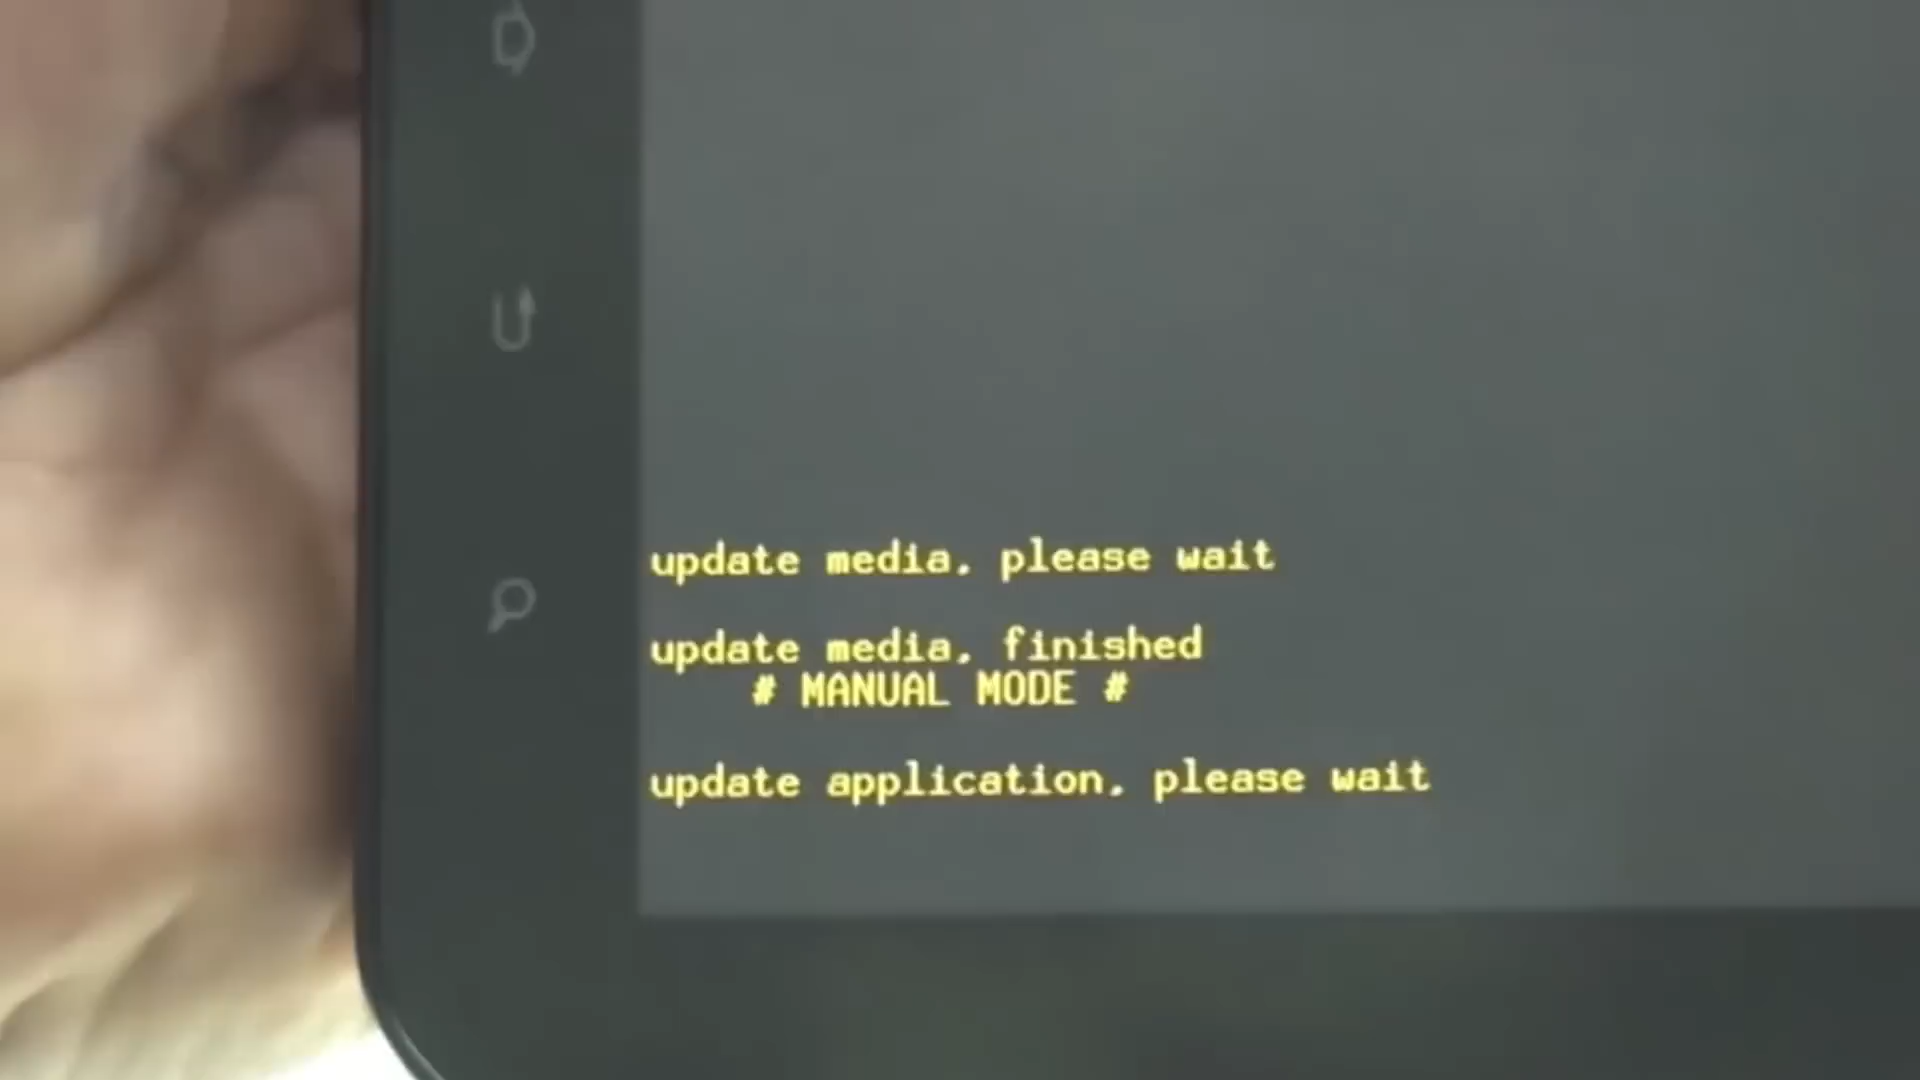 update media, please wait
update media, finished
# MANUAL MODE #
update application, please wait